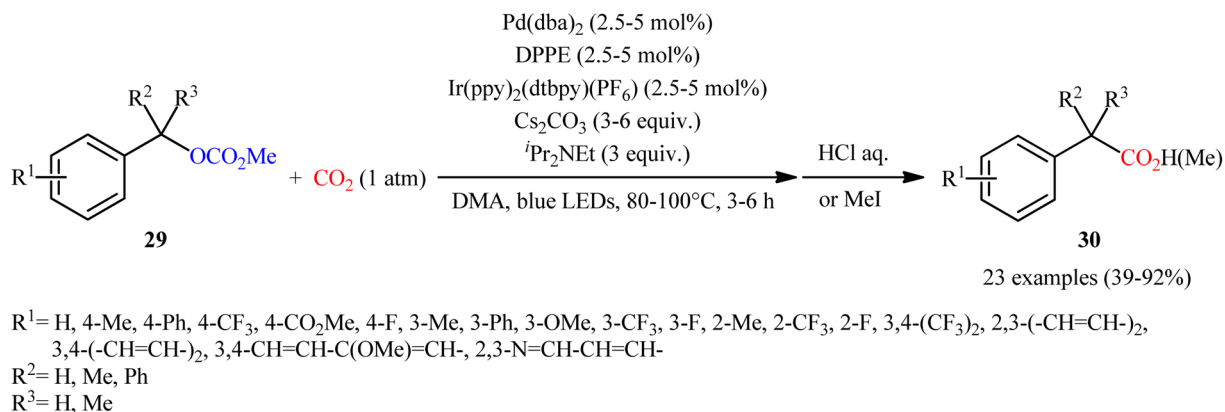 Pd(dba)₂ (2.5-5 mol%)
DPPE (2.5-5 mol%)
Ir(ppy)₂(dtbpy)(PF₆) (2.5-5 mol%)
Cs₂CO₃ (3-6 equiv.)
ⁱPr₂NEt (3 equiv.)
DMA, blue LEDs, 80-100°C, 3-6 h
R² R³
OCO₂Me
R¹
29
+ CO₂ (1 atm)
HCl aq.
or MeI
R² R³
CO₂H(Me)
R¹
30
23 examples (39-92%)
R¹= H, 4-Me, 4-Ph, 4-CF₃, 4-CO₂Me, 4-F, 3-Me, 3-Ph, 3-OMe, 3-CF₃, 3-F, 2-Me, 2-CF₃, 2-F, 3,4-(CF₃)₂, 2,3-(-CH=CH-)₂,
3,4-(-CH=CH-)₂, 3,4-CH=CH-C(OMe)=CH-, 2,3-N=CH-CH=CH-
R²= H, Me, Ph
R³= H, Me